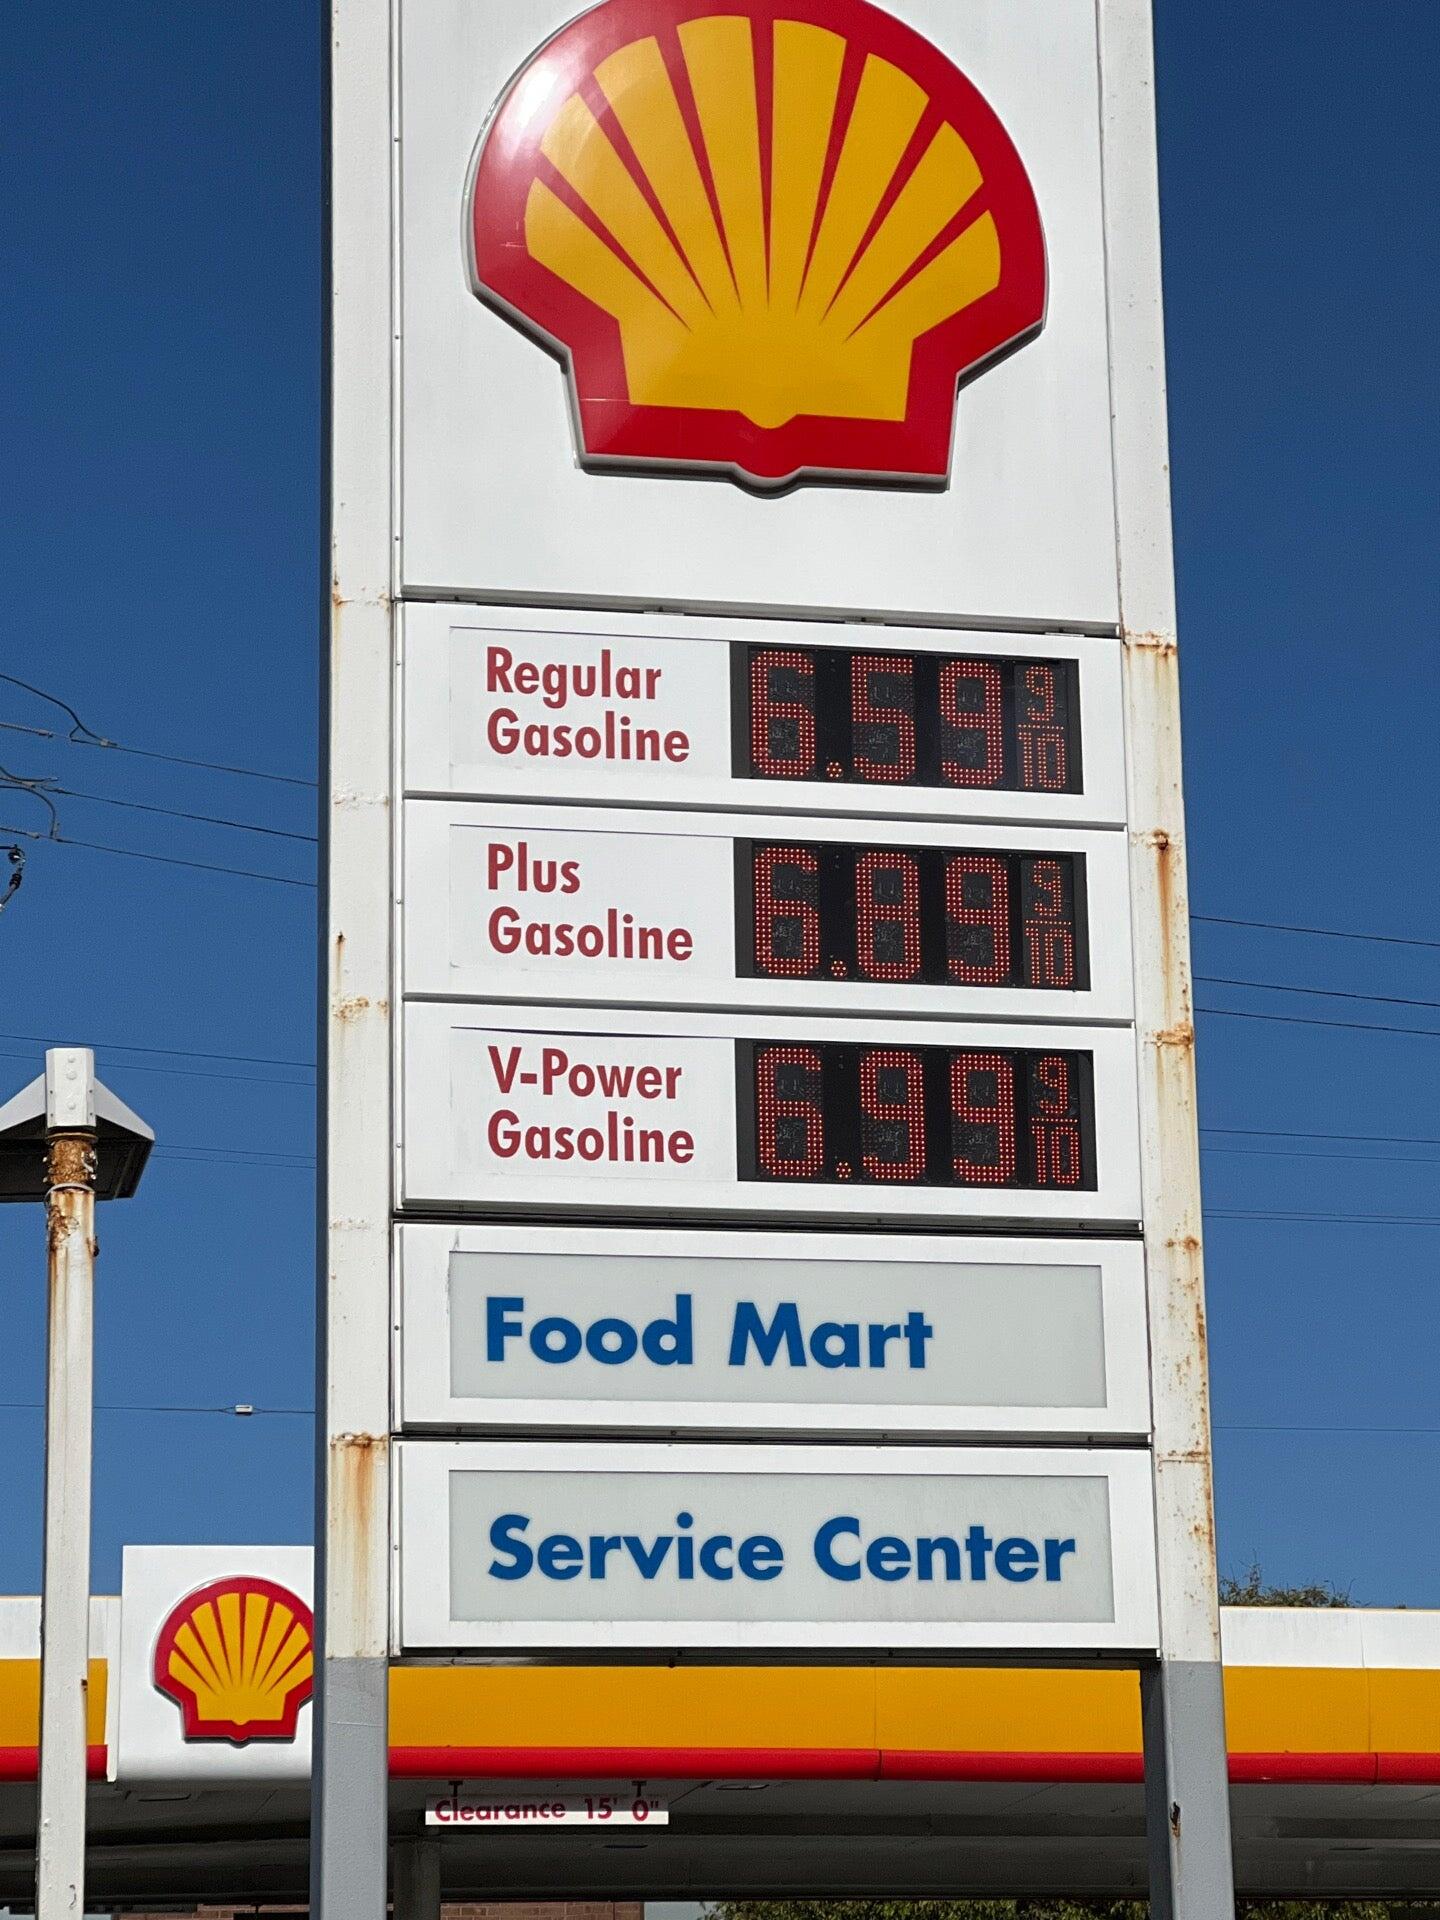 Regular
Gasoline
6.59 9/10
Plus
Gasoline
6.89 9/10
V-Power
Gasoline
6.99 9/10
Food Mart
Service Center
Clearance 15' 0"